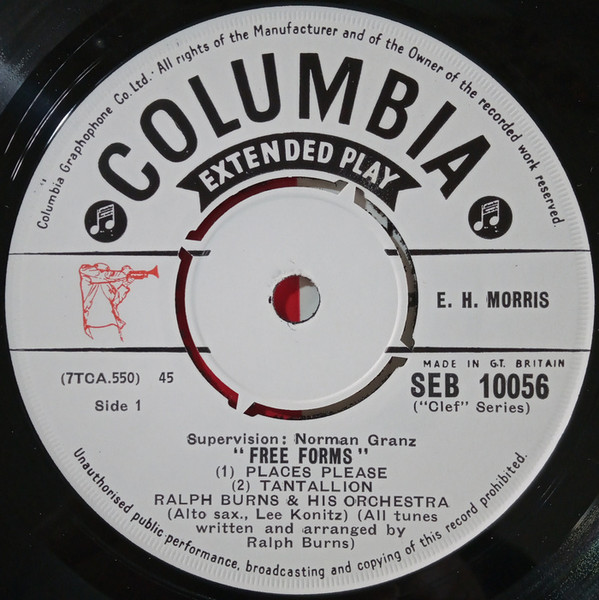 Columbia Graphophone Co. Ltd. · All rights of the Manufacturer and of the Owner of the recorded work reserved.
COLUMBIA
EXTENDED PLAY
E. H. MORRIS
MADE IN GT. BRITAIN
(7TCA.550) 45
SEB 10056
Side 1
("Clef" Series)
Supervision: Norman Granz
"FREE FORMS"
(1) PLACES PLEASE
(2) TANTALLION
RALPH BURNS & HIS ORCHESTRA
(Alto sax., Lee Konitz) (All tunes
written and arranged by
Ralph Burns)
Unauthorised public performance, broadcasting and copying of this record prohibited.